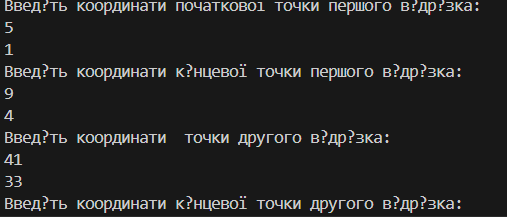 Введ?ть координати початкової точки першого в?др?зка:
5
1
Введ?ть координати к?нцевої точки першого в?др?зка:
9
4
Введ?ть координати  точки другого в?др?зка:
41
33
Введ?ть координати к?нцевої точки другого в?др?зка: